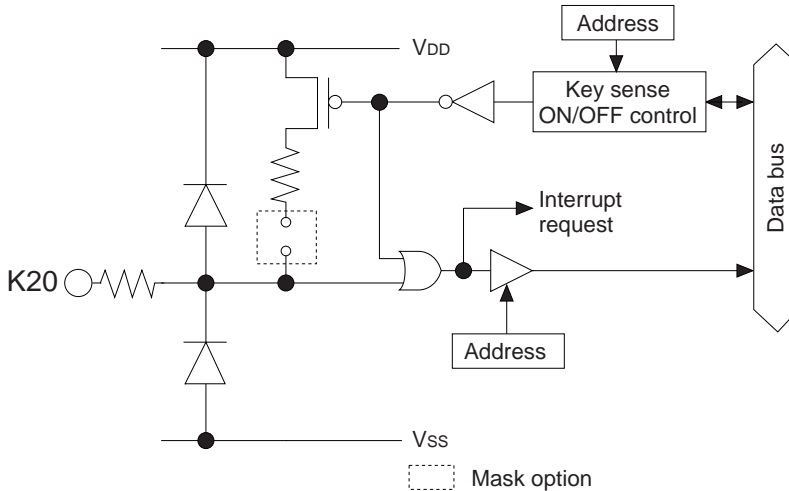 Address
VDD
Key sense
ON/OFF control
Data bus
Interrupt
request
K20
Address
VSS
Mask option